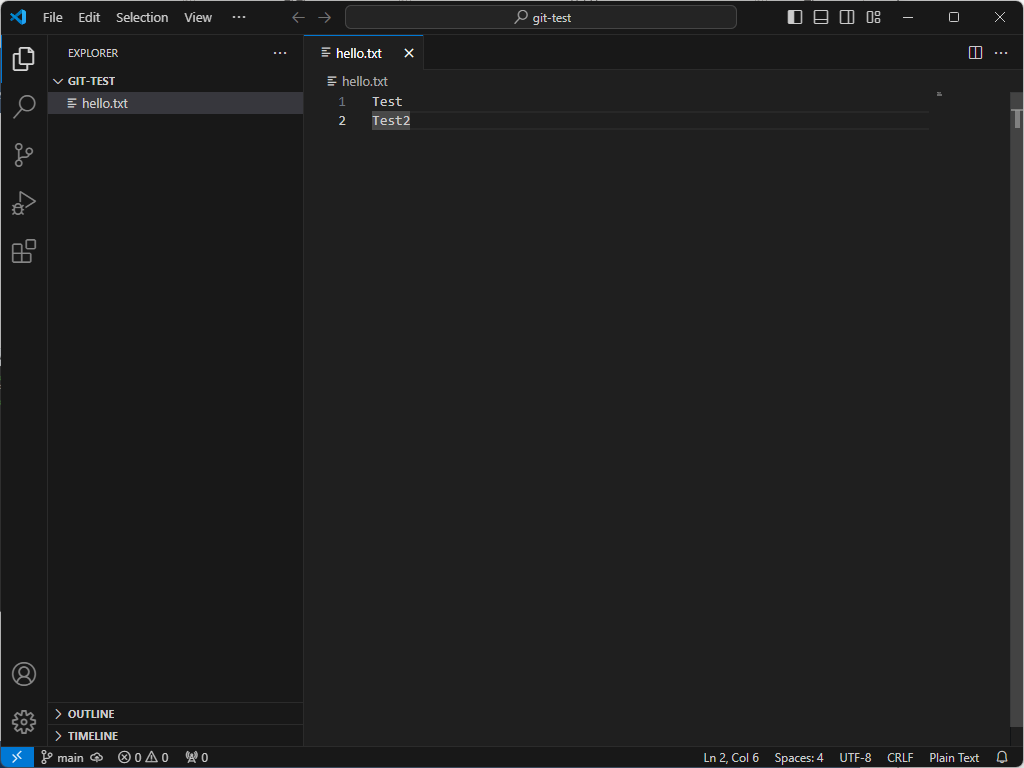 File Edit Selection View ··· git-test
EXPLORER ···
GIT-TEST
hello.txt
OUTLINE
TIMELINE
hello.txt ···
hello.txt
1 Test
2 Test2
main 0 0 0 Ln 2, Col 6 Spaces: 4 UTF-8 CRLF Plain Text